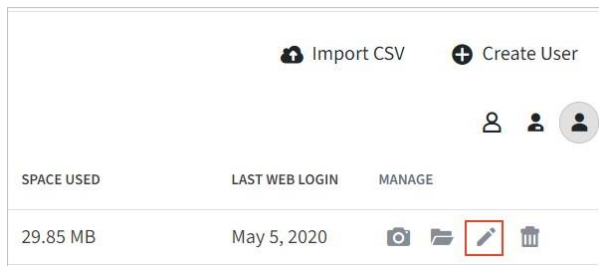 Import CSV Create User
SPACE USED LAST WEB LOGIN MANAGE
29.85 MB May 5, 2020